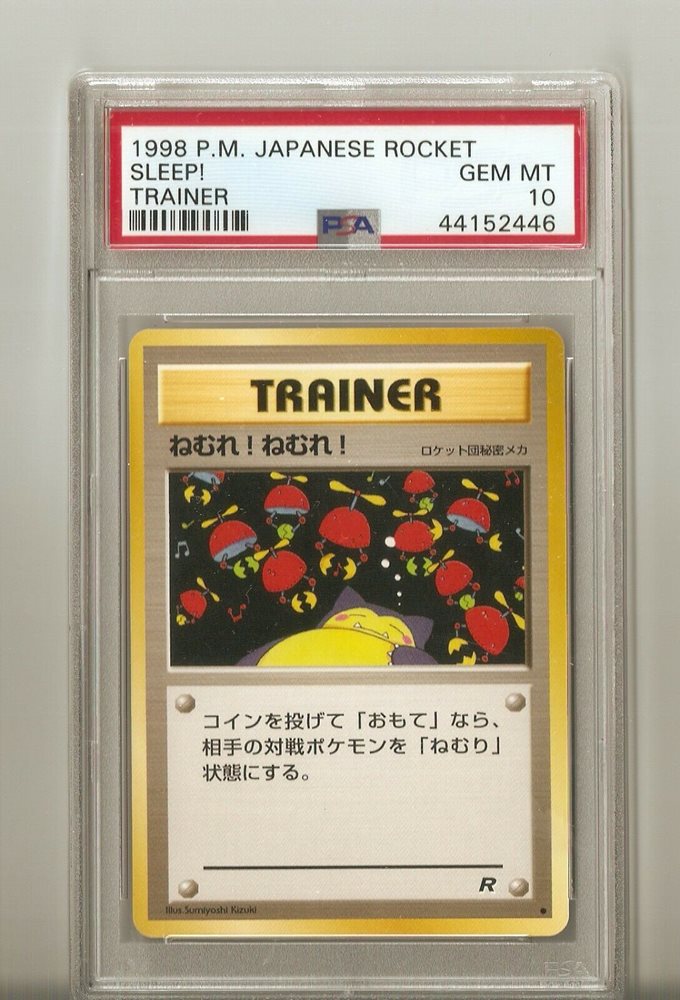 1998 P.M. JAPANESE ROCKET
SLEEP! GEM MT
TRAINER 10
PSA 44152446
TRAINER
ねむれ！ねむれ！ ロケット団秘密メカ
コインを投げて「おもて」なら、
相手の対戦ポケモンを「ねむり」
状態にする。
R
Illus.Sumiyoshi Kizuki
PSA